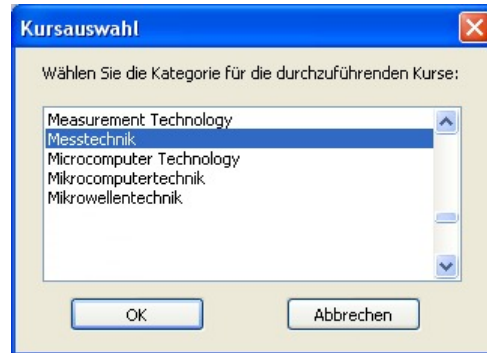 Kursauswahl
Wählen Sie die Kategorie für die durchzuführenden Kurse:
Measurement Technology
Messtechnik
Microcomputer Technology
Mikrocomputertechnik
Mikrowellentechnik
OK Abbrechen